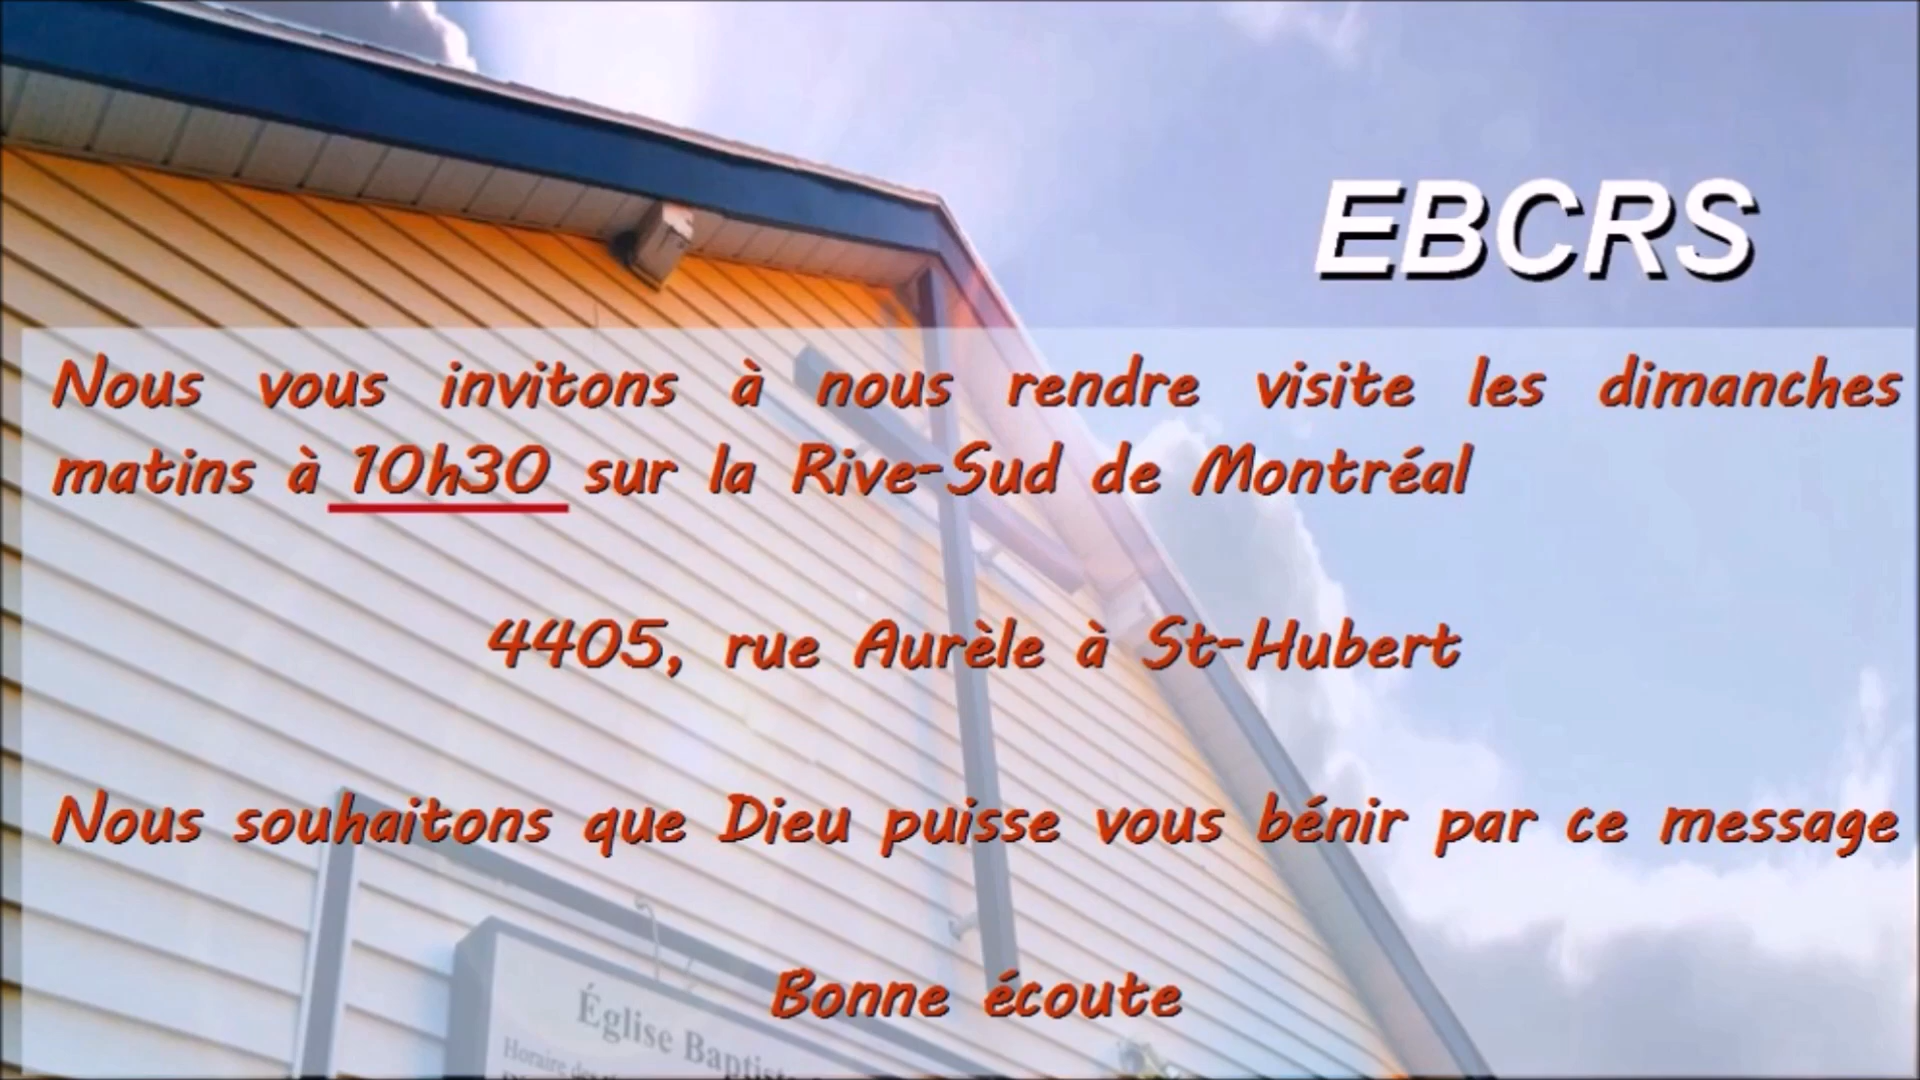 EBCRS
Nous vous invitons à nous rendre visite les dimanches
matins à 10h30 sur la Rive-Sud de Montréal
4405, rue Aurèle à St-Hubert
Nous souhaitons que Dieu puisse vous bénir par ce message
Bonne écoute
Église Baptiste
Horaire